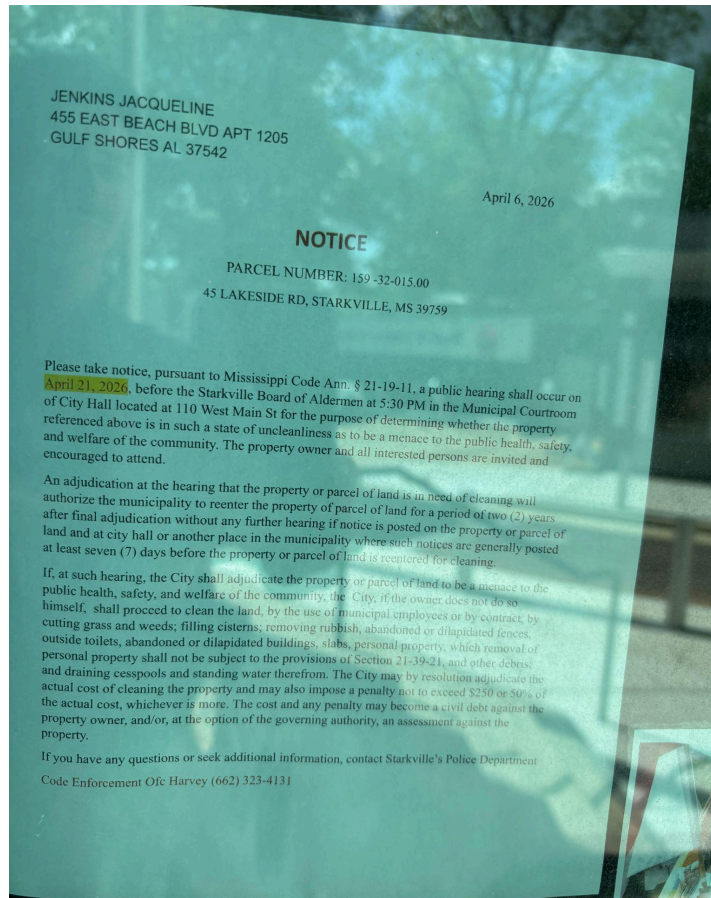 JENKINS JACQUELINE
455 EAST BEACH BLVD APT 1205
GULF SHORES AL 37542
April 6, 2026
NOTICE
PARCEL NUMBER: 159 -32-015.00
45 LAKESIDE RD, STARKVILLE, MS 39759
Please take notice, pursuant to Mississippi Code Ann. § 21-19-11, a public hearing shall occur on
April 21, 2026, before the Starkville Board of Aldermen at 5:30 PM in the Municipal Courtroom
of City Hall located at 110 West Main St for the purpose of determining whether the property
referenced above is in such a state of uncleanliness as to be a menace to the public health, safety,
and welfare of the community. The property owner and all interested persons are invited and
encouraged to attend.
An adjudication at the hearing that the property or parcel of land is in need of cleaning will
authorize the municipality to reenter the property of parcel of land for a period of two (2) years
after final adjudication without any further hearing if notice is posted on the property or parcel of
land and at city hall or another place in the municipality where such notices are generally posted
at least seven (7) days before the property or parcel of land is reentered for cleaning.
If, at such hearing, the City shall adjudicate the property or parcel of land to be a menace to the
public health, safety, and welfare of the community, the City, if the owner does not do so
himself, shall proceed to clean the land, by the use of municipal employees or by contract, by
cutting grass and weeds; filling cisterns; removing rubbish, abandoned or dilapidated fences,
outside toilets, abandoned or dilapidated buildings, slabs, personal property, which removal of
personal property shall not be subject to the provisions of Section 21-39-21, and other debris;
and draining cesspools and standing water therefrom. The City may by resolution adjudicate the
actual cost of cleaning the property and may also impose a penalty not to exceed $250 or 50% of
the actual cost, whichever is more. The cost and any penalty may become a civil debt against the
property owner, and/or, at the option of the governing authority, an assessment against the
property.
If you have any questions or seek additional information, contact Starkville's Police Department
Code Enforcement Ofc Harvey (662) 323-4131